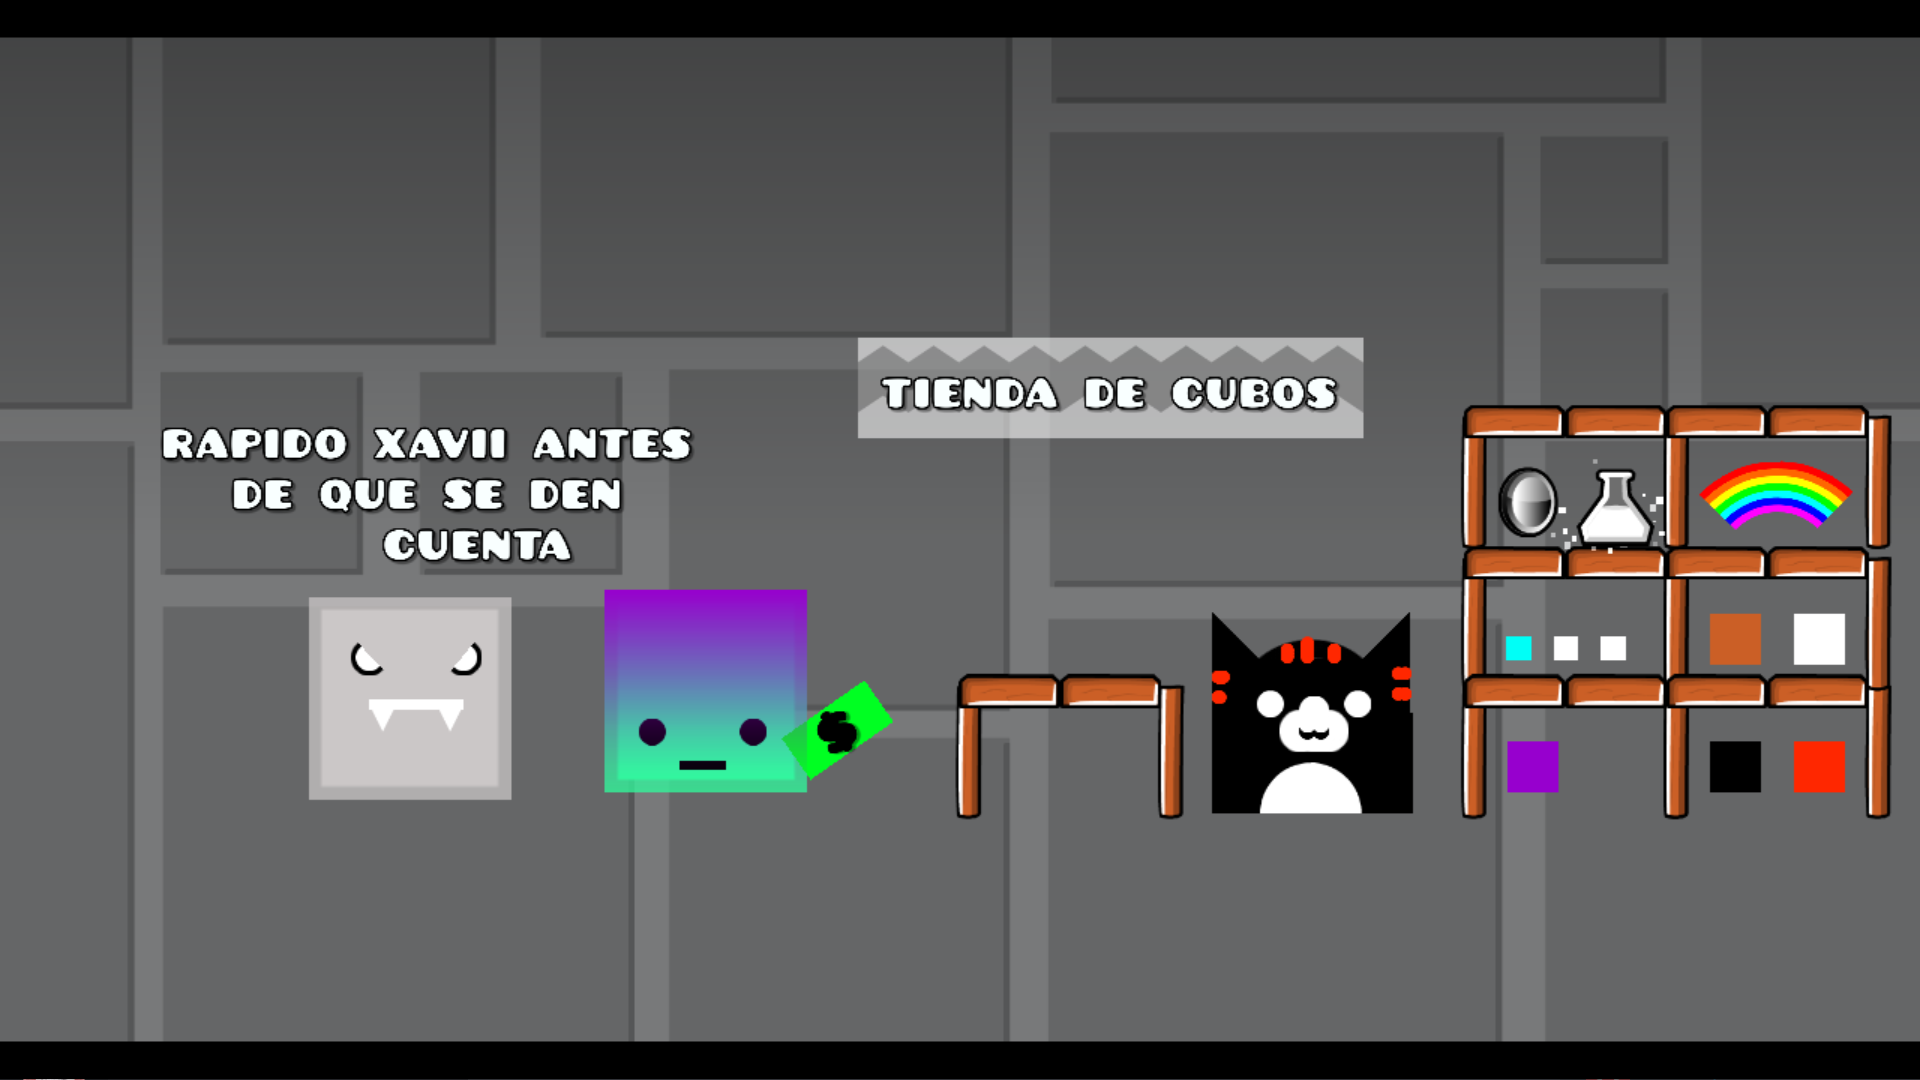 TIENDA DE CUBOS
RAPIDO XAVII ANTES
DE QUE SE DEN
CUENTA
$